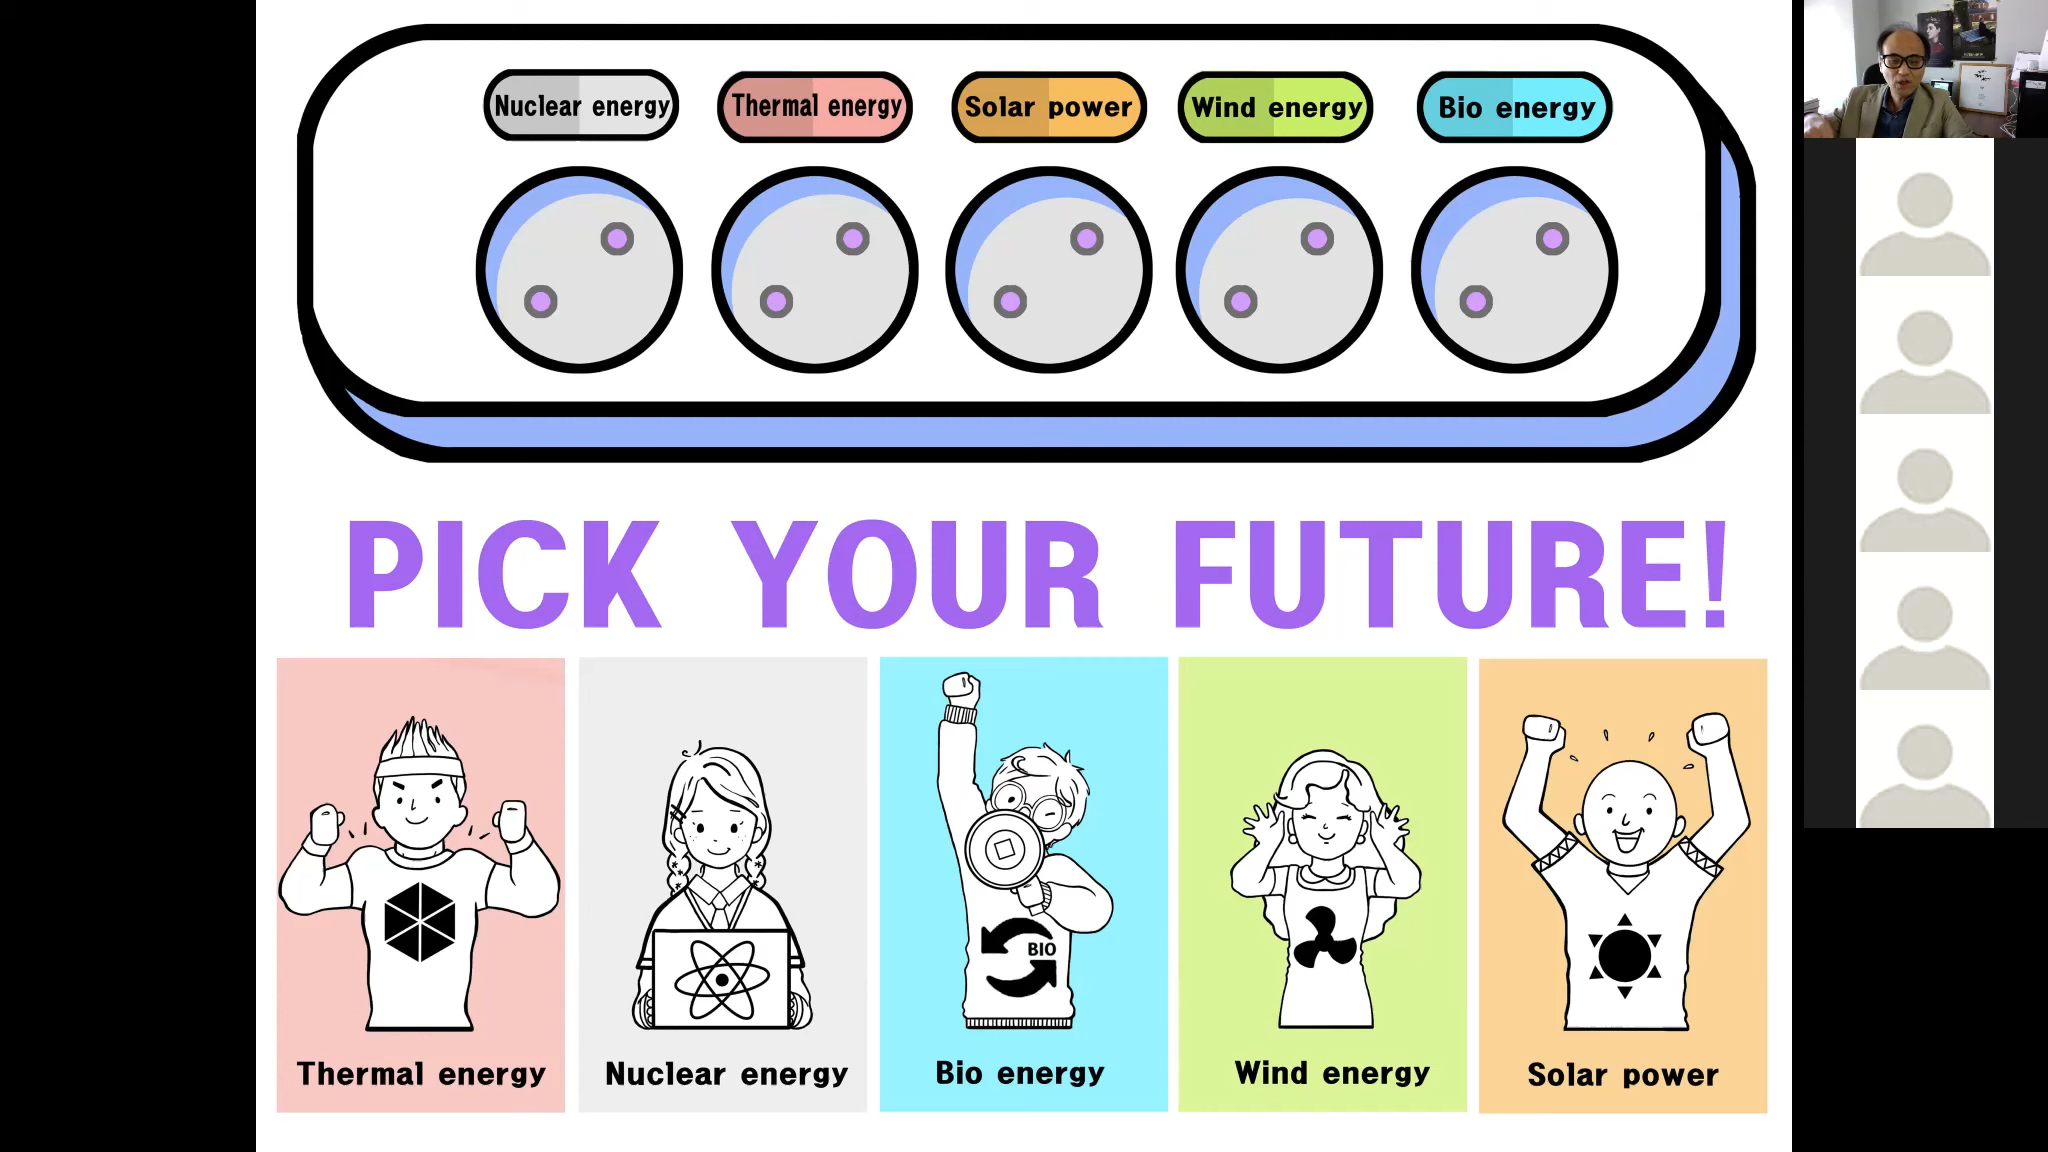 Nuclear energy
Thermal energy
Solar power
Wind energy
Bio energy
PICK YOUR FUTURE!
BIO
Thermal energy
Nuclear energy
Bio energy
Wind energy
Solar power